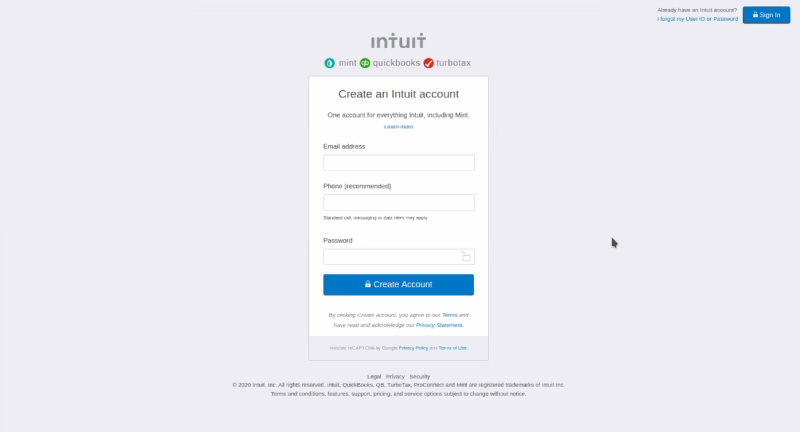 Already have an Intuit account?
I forgot my User ID or Password
Sign In
intuit
mint quickbooks turbotax
Create an Intuit account
One account for everything Intuit, including Mint.
Learn more
Email address
Phone (recommended)
Standard call, messaging or data rates may apply.
Password
Create Account
By clicking Create account, you agree to our Terms and
have read and acknowledge our Privacy Statement.
Invisible reCAPTCHA by Google Privacy Policy and Terms of Use.
Legal Privacy Security
© 2020 Intuit, Inc. All rights reserved. Intuit, QuickBooks, QB, TurboTax, ProConnect and Mint are registered trademarks of Intuit Inc.
Terms and conditions, features, support, pricing, and service options subject to change without notice.